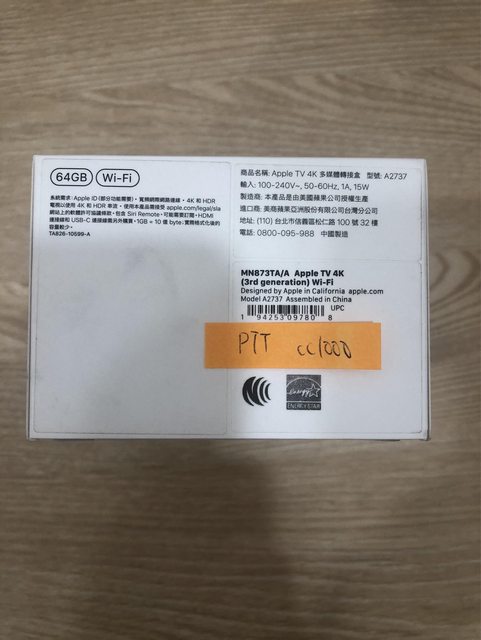 64GB Wi-Fi
系統需求: Apple ID (部分功能需要)，寬頻網際網路連線。4K 和 HDR
電視以使用 4K 和 HDR 串流。使用本產品需接受 apple.com/legal/sla
網站上的軟體許可協議條款。包含 Siri Remote。可能需要訂閱。HDMI
連接線和 USB-C 連接線需另外購買。1GB = 10 億 byte；實際格式化後的
容量較少。
TA826-10599-A
商品名稱: Apple TV 4K 多媒體轉接盒 型號: A2737
輸入: 100-240V~, 50-60Hz, 1A, 15W
製造商: 本產品是由美國蘋果公司授權生產
進口商: 美商蘋果亞洲股份有限公司台灣分公司
地址: (110) 台北市信義區松仁路 100 號 32 樓
電話: 0800-095-988 中國製造
MN873TA/A Apple TV 4K
(3rd generation) Wi-Fi
Designed by Apple in California apple.com
Model A2737 Assembled in China
UPC
1 94253 09780 8
PTT cc1000
energy
ENERGY STAR